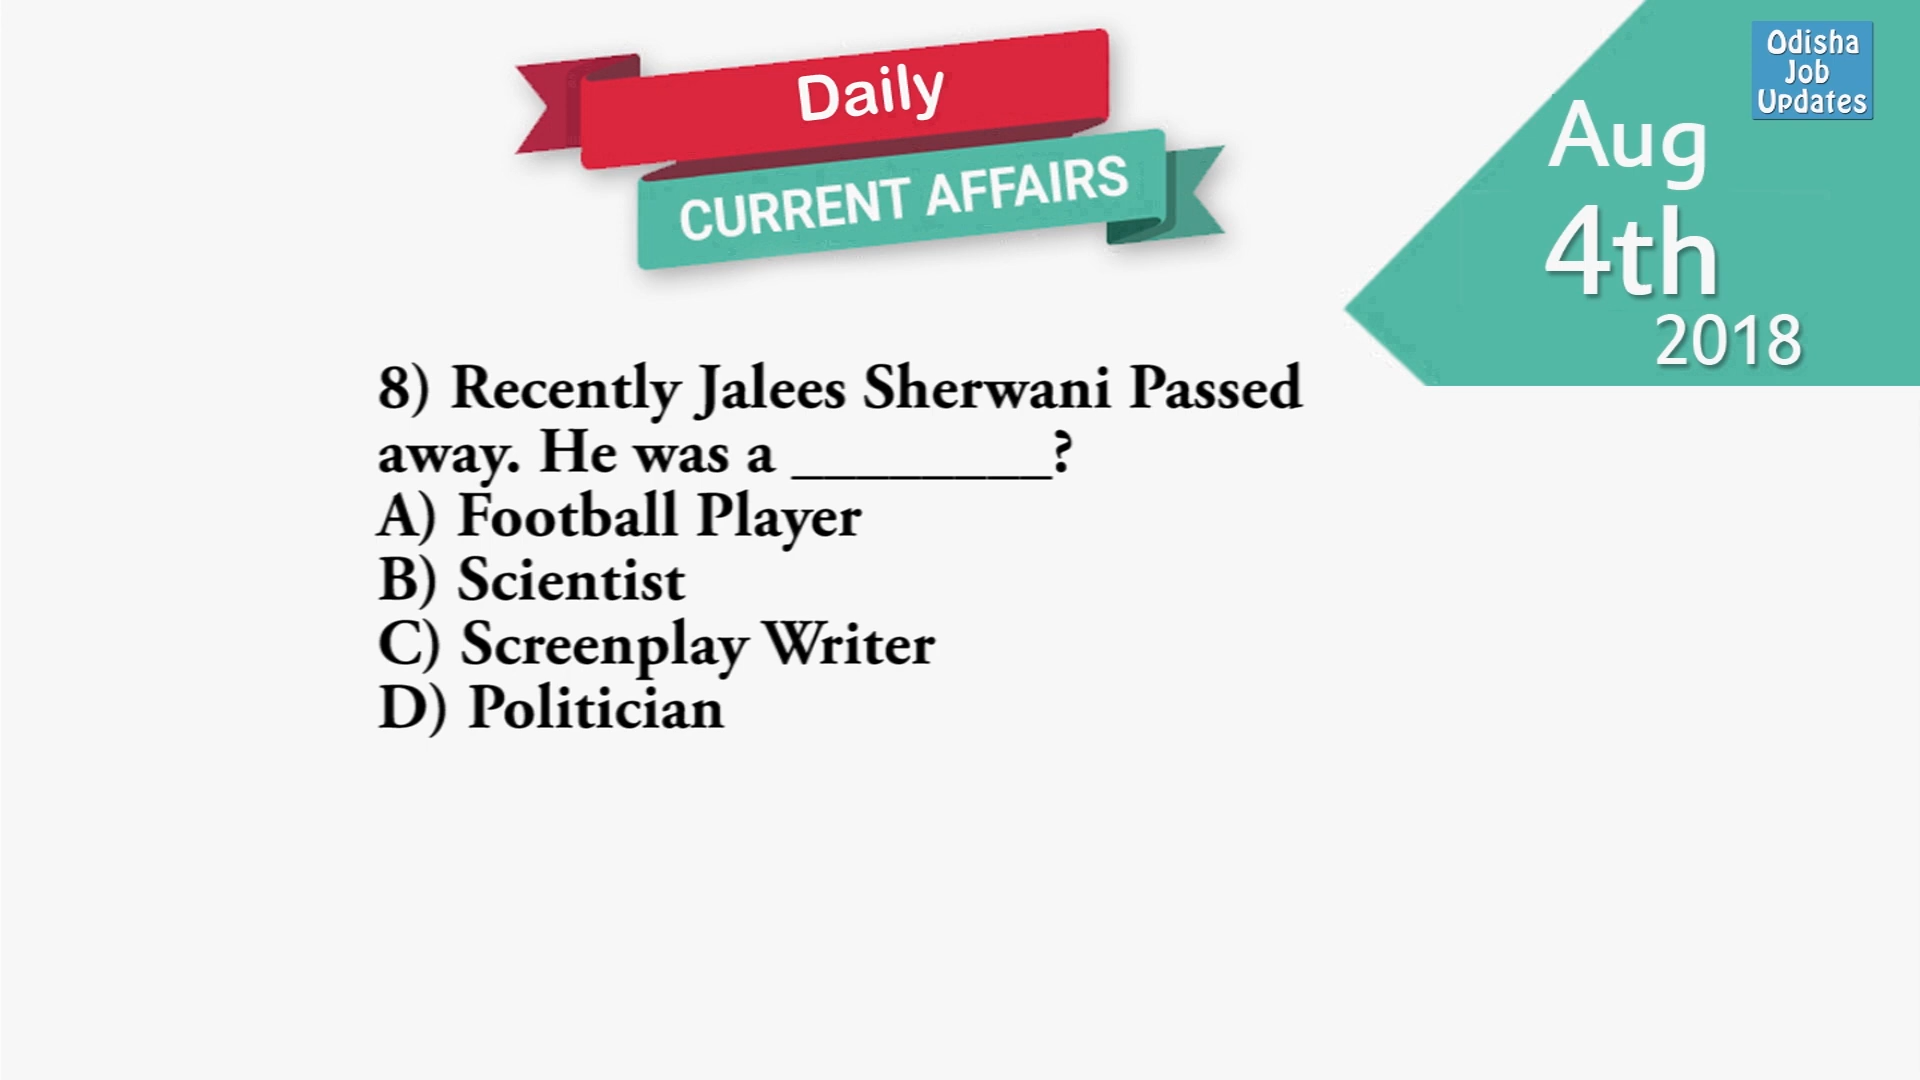 Daily
CURRENT AFFAIRS
Odisha
Job
Updates
Aug
4th
2018
8) Recently Jalees Sherwani Passed
away. He was a ________?
A) Football Player
B) Scientist
C) Screenplay Writer
D) Politician